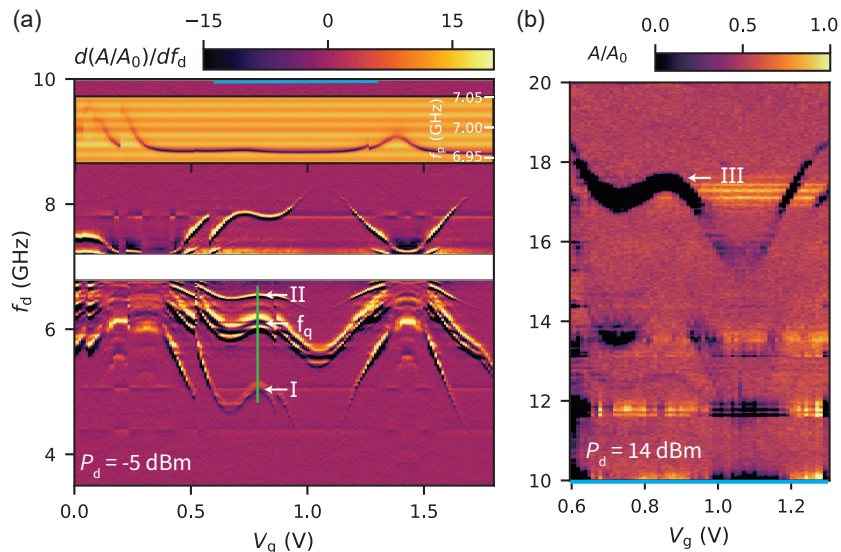 (a)
−15 0 15
d(A/A0)/dfd
10
8
6
4
fd (GHz)
7.05
7.00
6.95
fp (GHz)
II
fq
I
Pd = -5 dBm
0.0 0.5 1.0 1.5
Vg (V)
(b)
0.0 0.5 1.0
A/A0
20
18
16
14
12
10
III
Pd = 14 dBm
0.6 0.8 1.0 1.2
Vg (V)